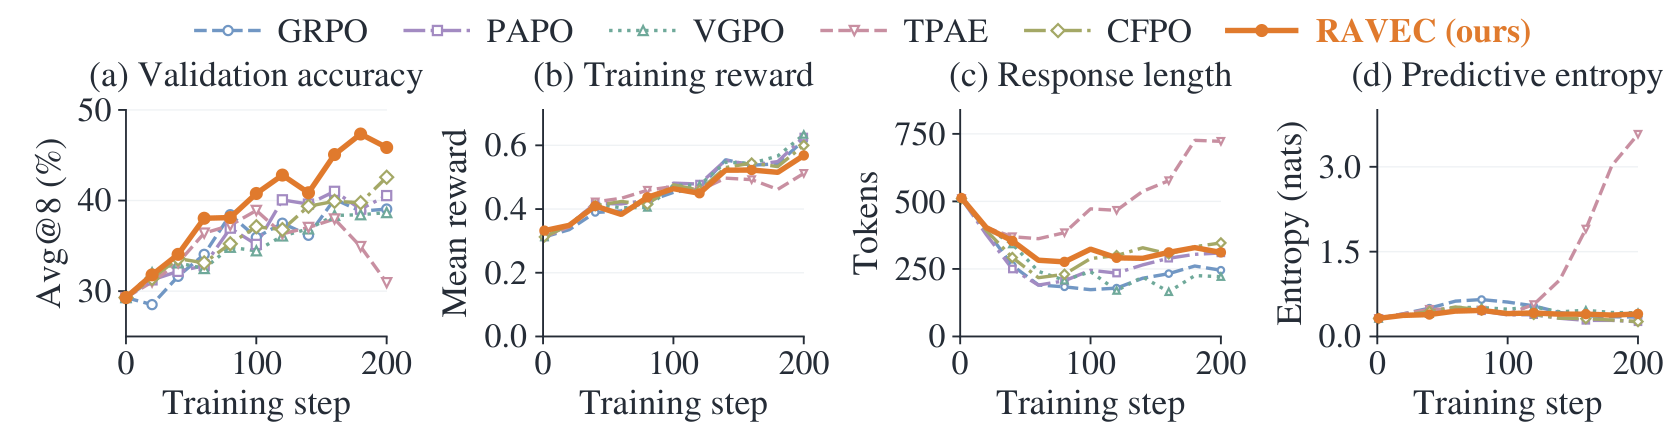 GRPO PAPO VGPO TPAE CFPO RAVEC (ours)
(a) Validation accuracy
50
40
30
Avg@8 (%)
0 100 200
Training step
(b) Training reward
0.6
0.4
0.2
0.0
Mean reward
0 100 200
Training step
(c) Response length
750
500
250
0
Tokens
0 100 200
Training step
(d) Predictive entropy
3.0
1.5
0.0
Entropy (nats)
0 100 200
Training step